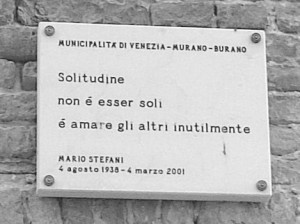 MUNICIPALITÀ DI VENEZIA-MURANO-BURANO
Solitudine
non é esser soli
é amare gli altri inutilmente
MARIO STEFANI
4 agosto 1938-4 marzo 2001